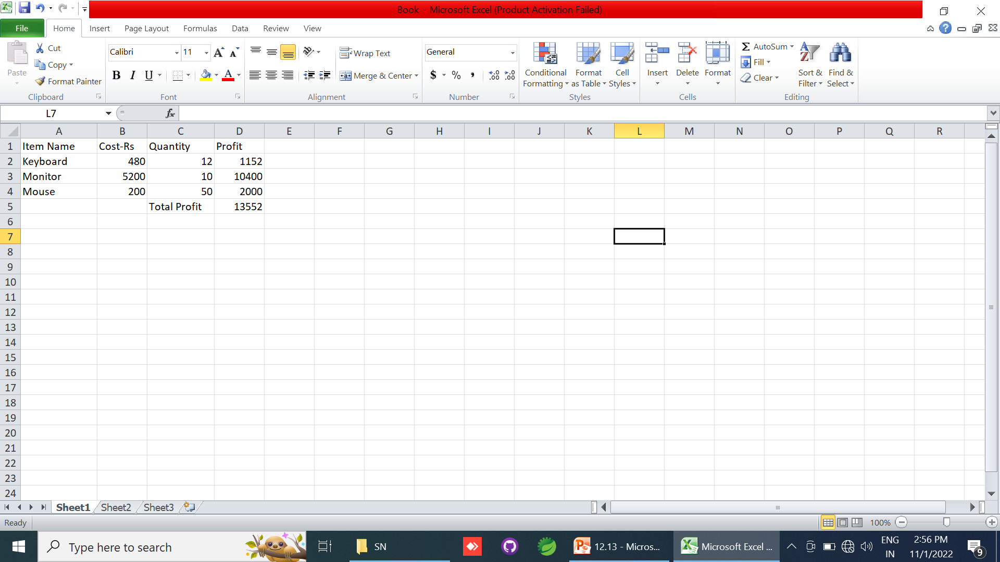 Book - Microsoft Excel (Product Activation Failed)
File Home Insert Page Layout Formulas Data Review View
Paste
Cut
Copy
Format Painter
Clipboard
Calibri 11
B I U A
Font
Wrap Text
Merge & Center
Alignment
General
$ % ,
Number
Conditional Formatting
Format as Table
Cell Styles
Styles
Insert Delete Format
Cells
Σ AutoSum
Fill
Clear
Sort & Filter
Find & Select
Editing
L7 fx
A B C D E F G H I J K L M N O P Q R
1 Item Name Cost-Rs Quantity Profit
2 Keyboard 480 12 1152
3 Monitor 5200 10 10400
4 Mouse 200 50 2000
5 Total Profit 13552
6
7
8
9
10
11
12
13
14
15
16
17
18
19
20
21
22
23
24
Sheet1 Sheet2 Sheet3
Ready 100%
Type here to search SN 12.13 - Micros... Microsoft Excel ... ENG IN 2:56 PM 11/1/2022 9